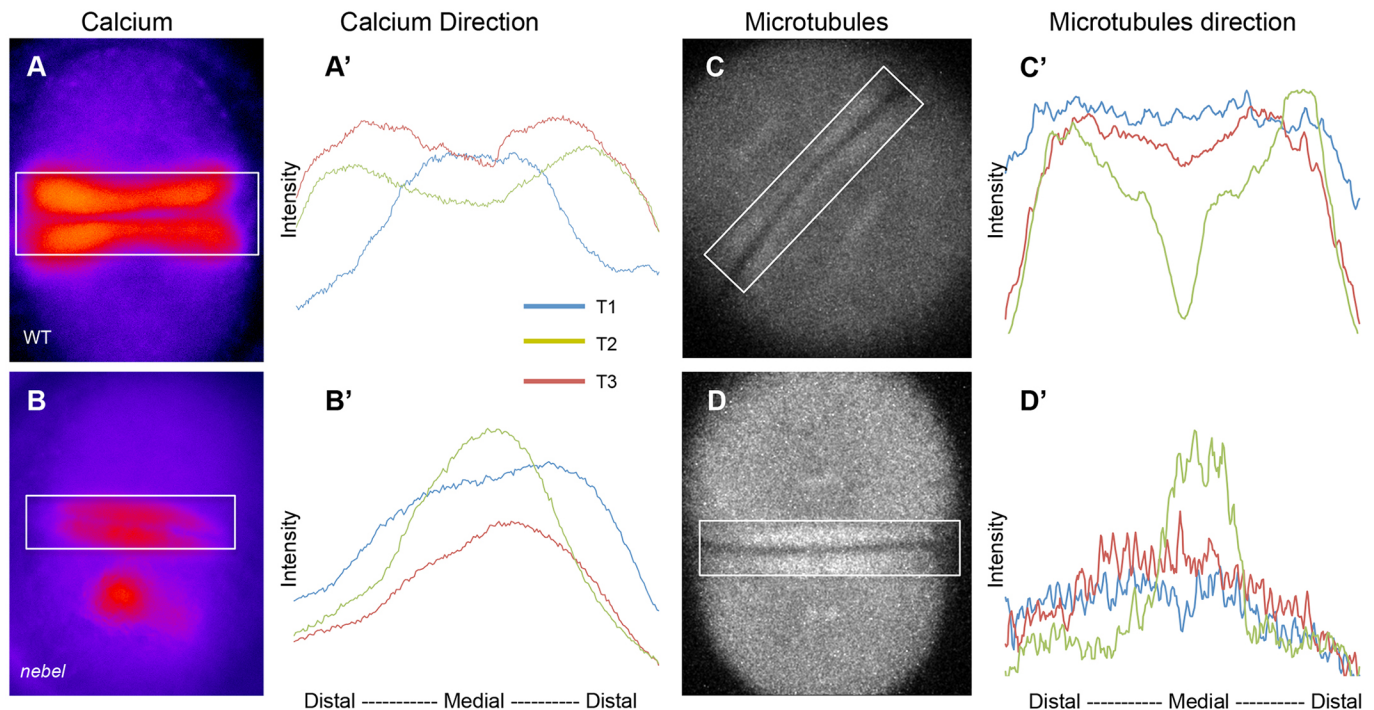 Calcium
Calcium Direction
Microtubules
Microtubules direction
A
A’
C
C’
Intensity
Intensity
WT
T1
T2
T3
B
B’
D
D’
Intensity
Intensity
nebel
Distal ----------- Medial ---------- Distal
Distal ----------- Medial ---------- Distal